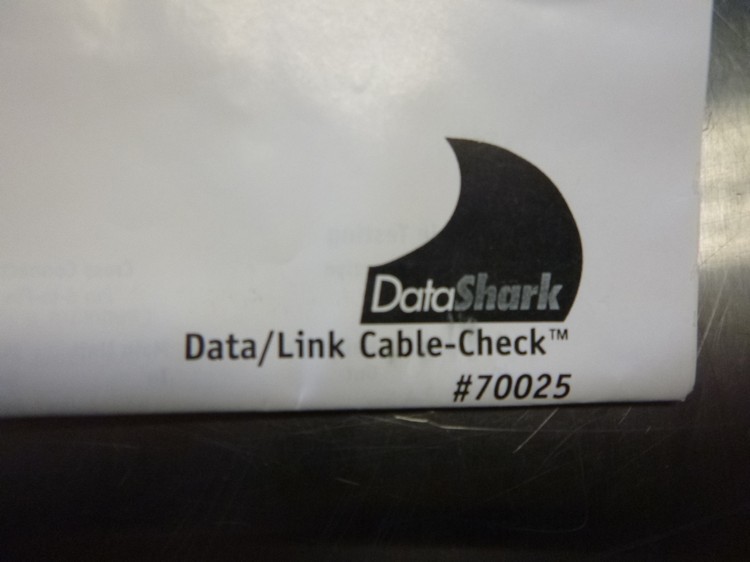 DataShark
Data/Link Cable-Check™
#70025